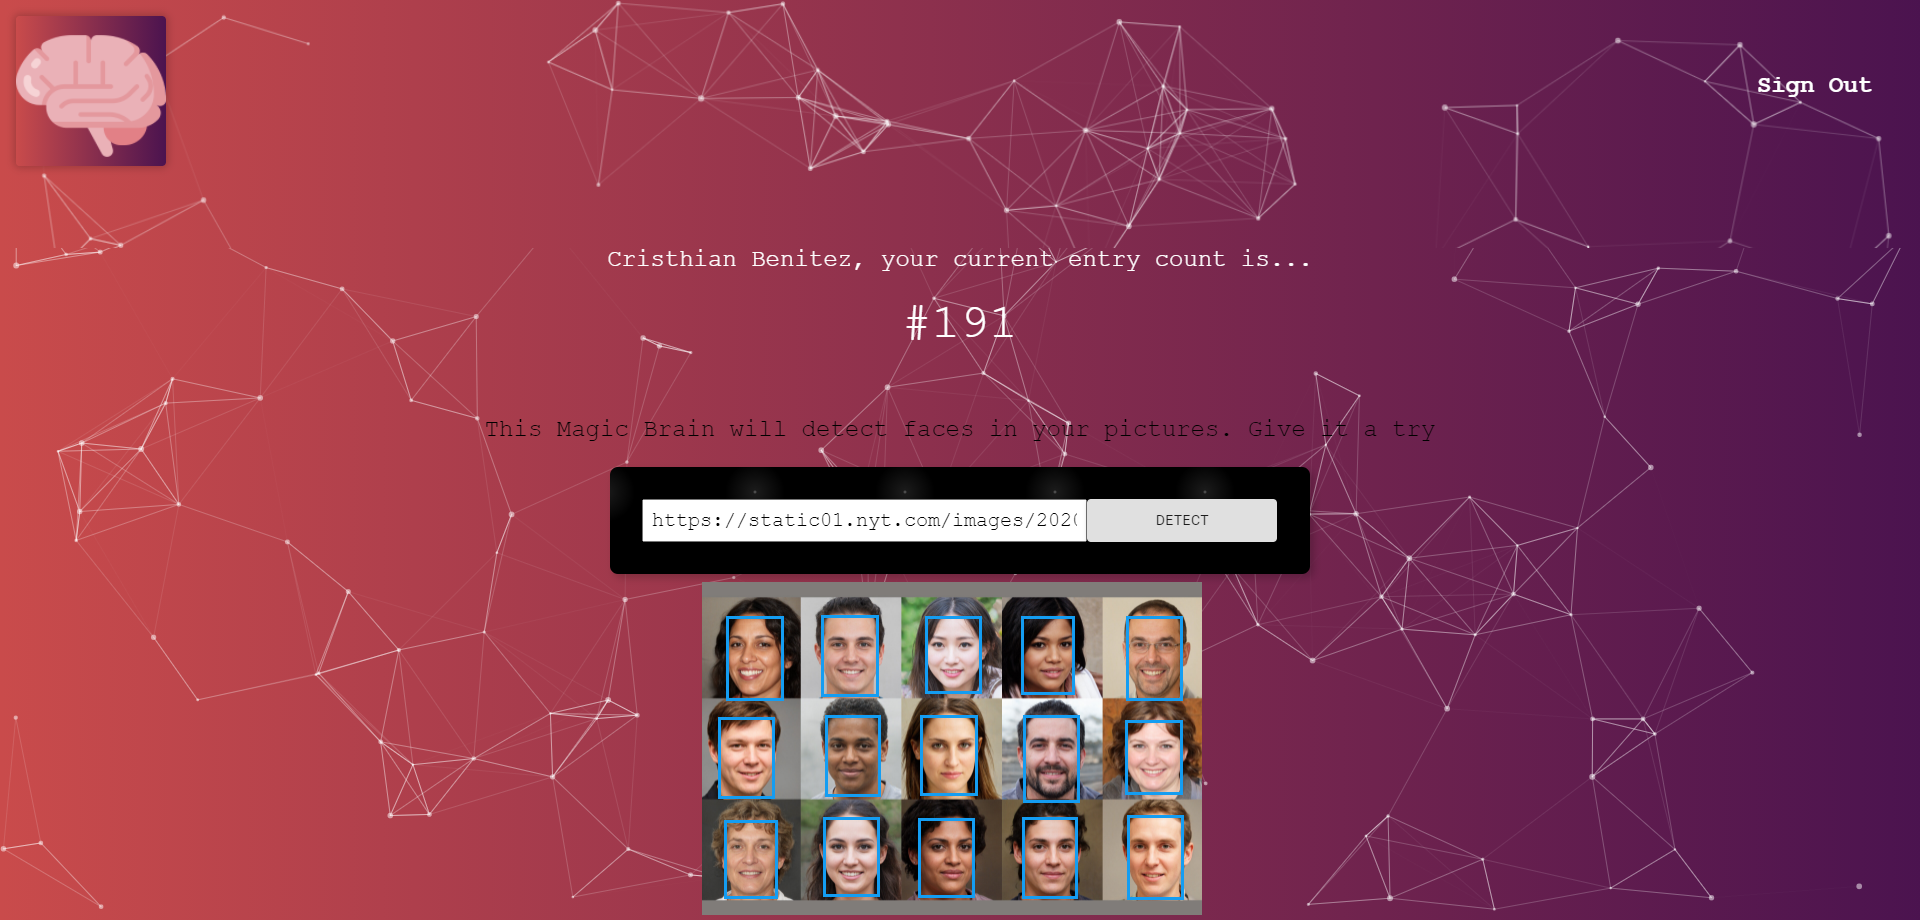 Sign Out
Cristhian Benitez, your current entry count is...
#191
This Magic Brain will detect faces in your pictures. Give it a try
https://static01.nyt.com/images/202
DETECT